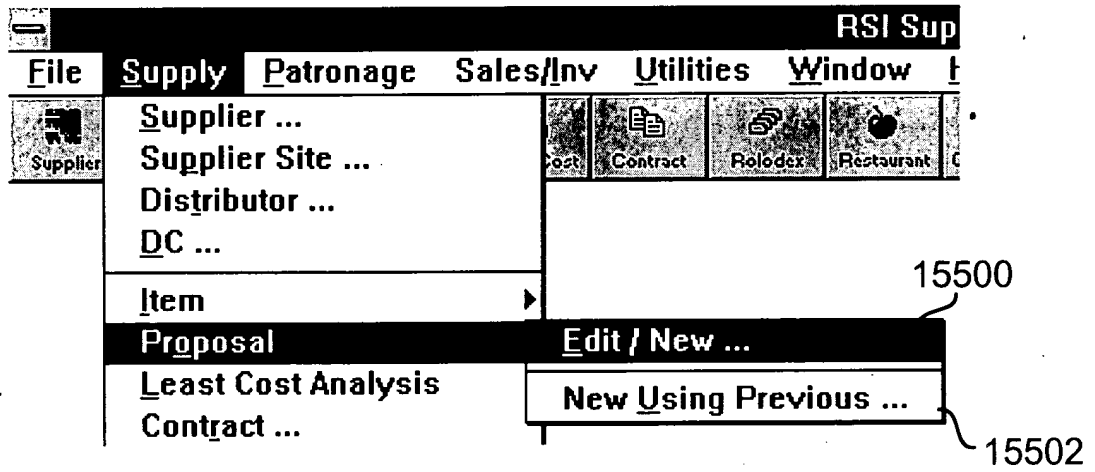 RSI Sup
File Supply Patronage Sales/Inv Utilities Window H
Supplier Cost Contract Rolodex Restaurant
Supplier ...
Supplier Site ...
Distributor ...
DC ...
Item
Proposal
Least Cost Analysis
Contract ...
Edit / New ...
New Using Previous ...
15500
15502